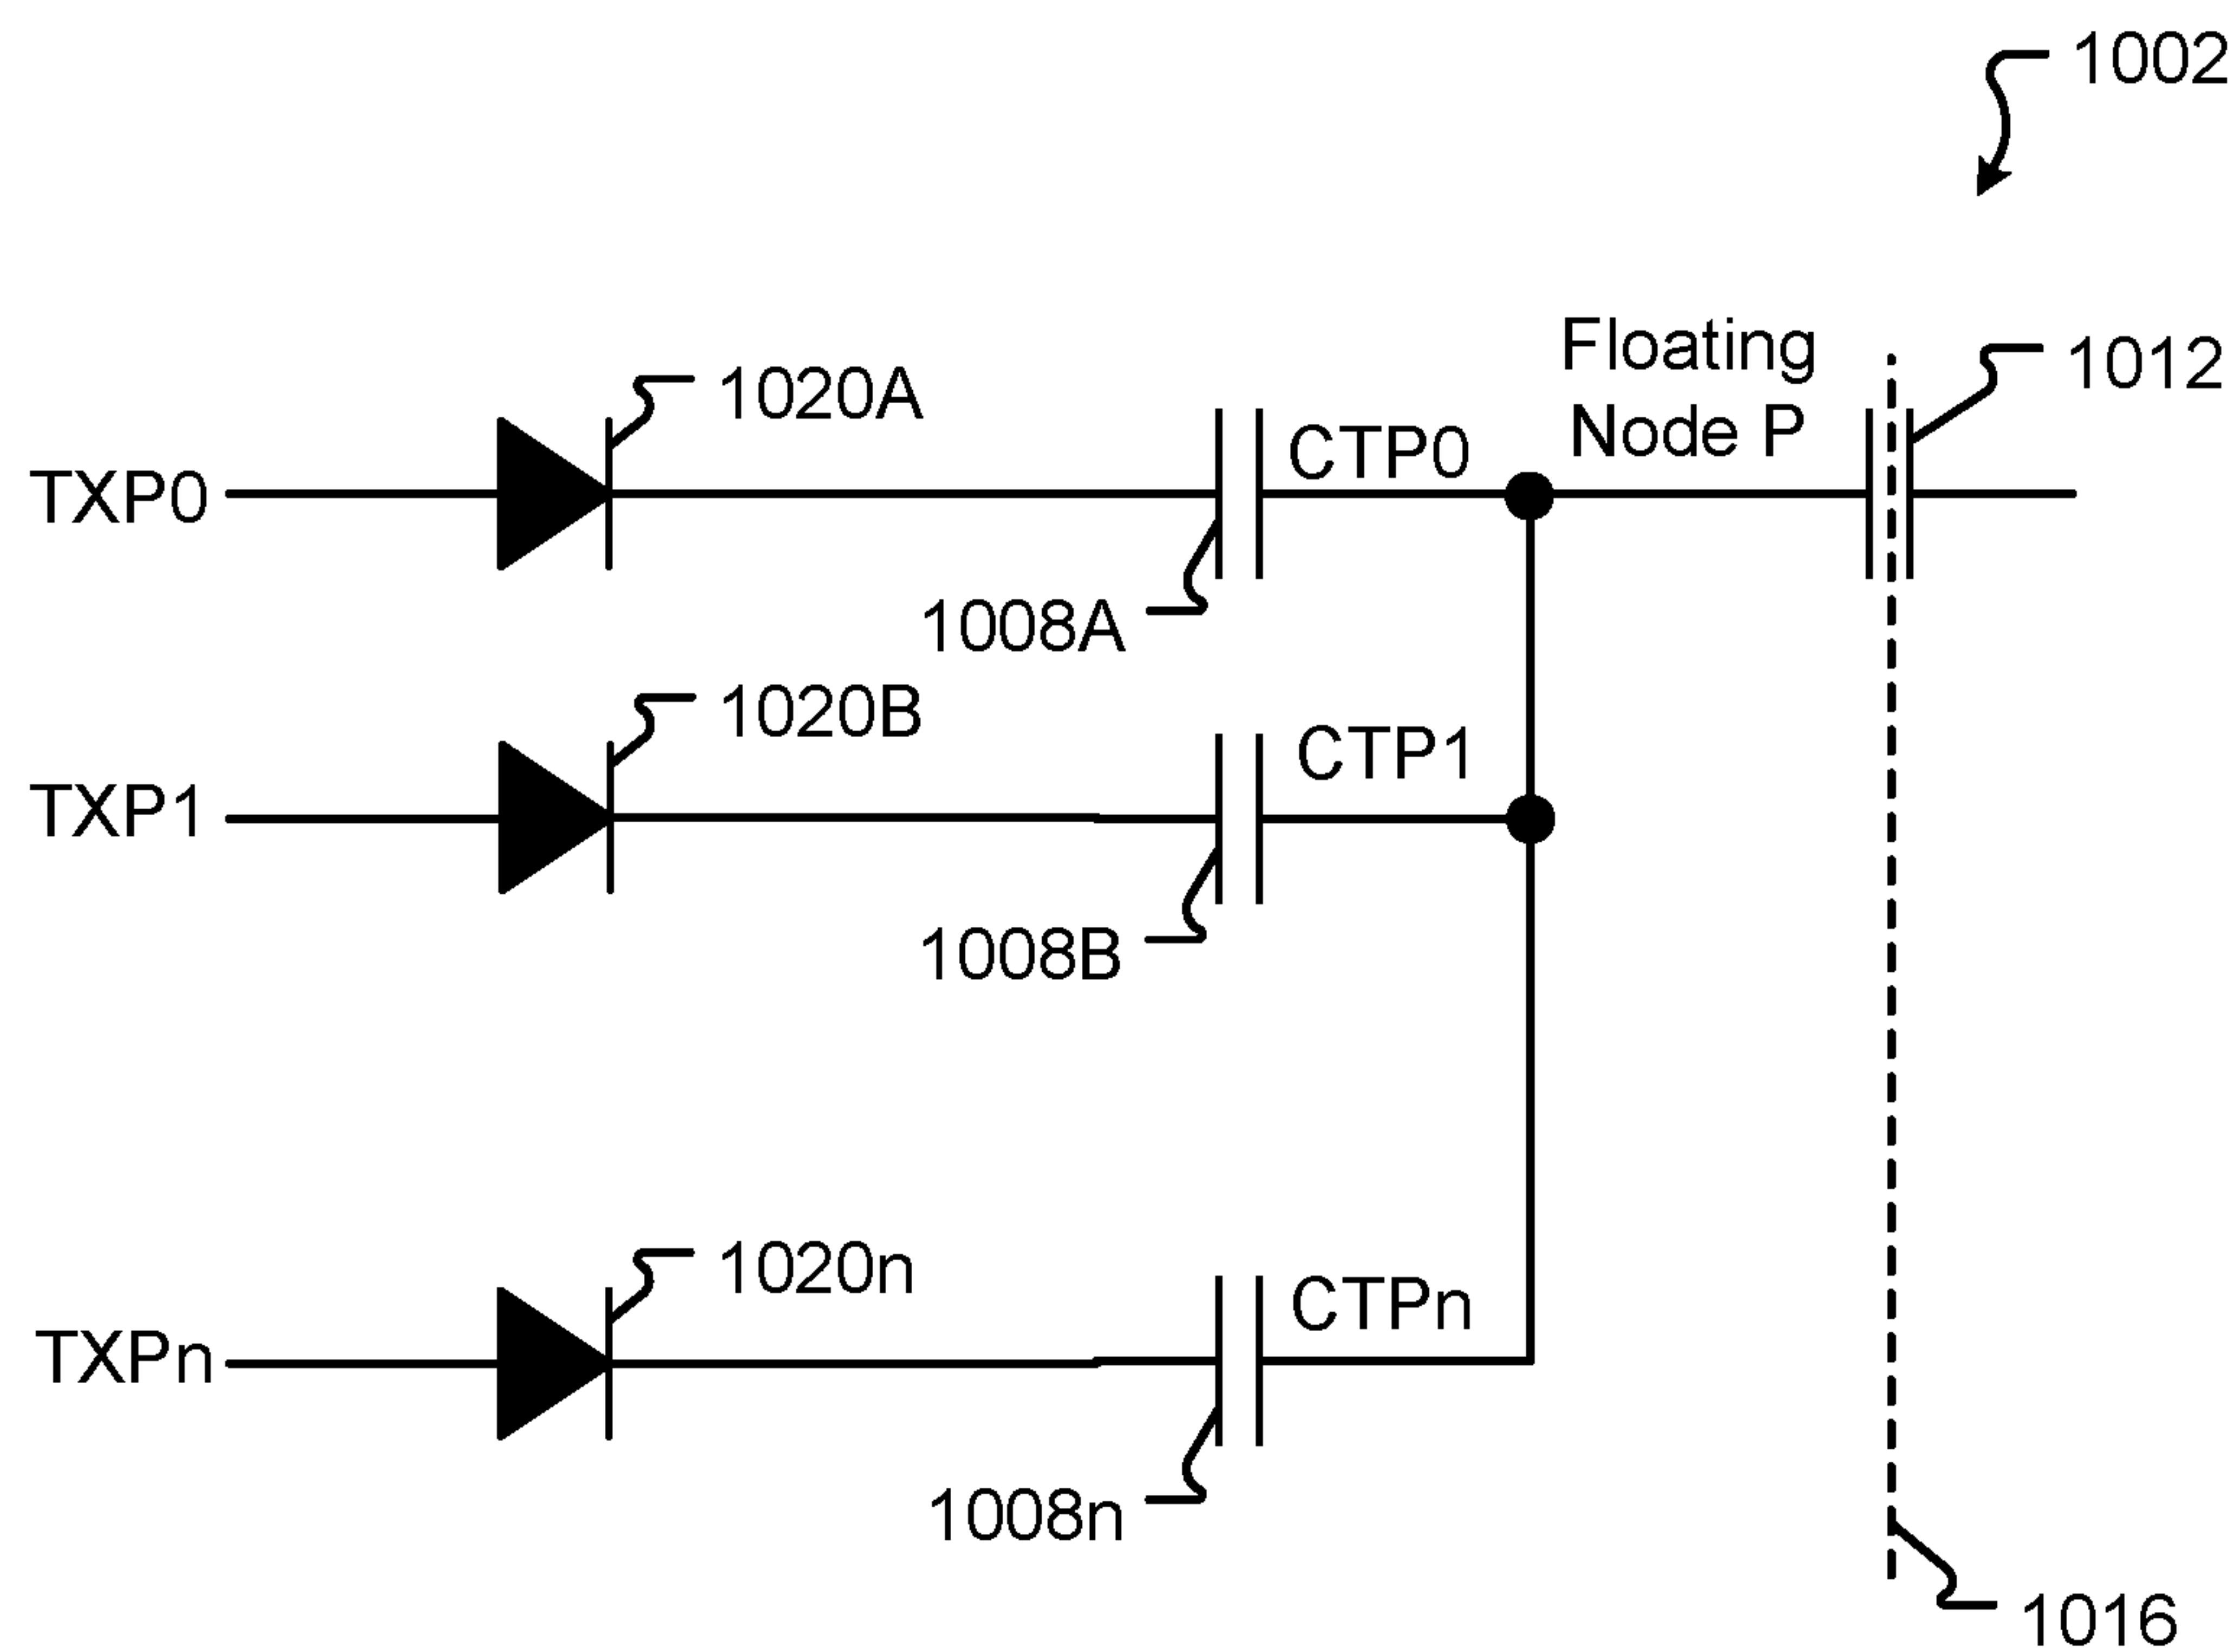 1002
Floating
Node P
1012
1020A
CTP0
TXP0
1008A
1020B
CTP1
TXP1
1008B
1020n
CTPn
TXPn
1008n
1016